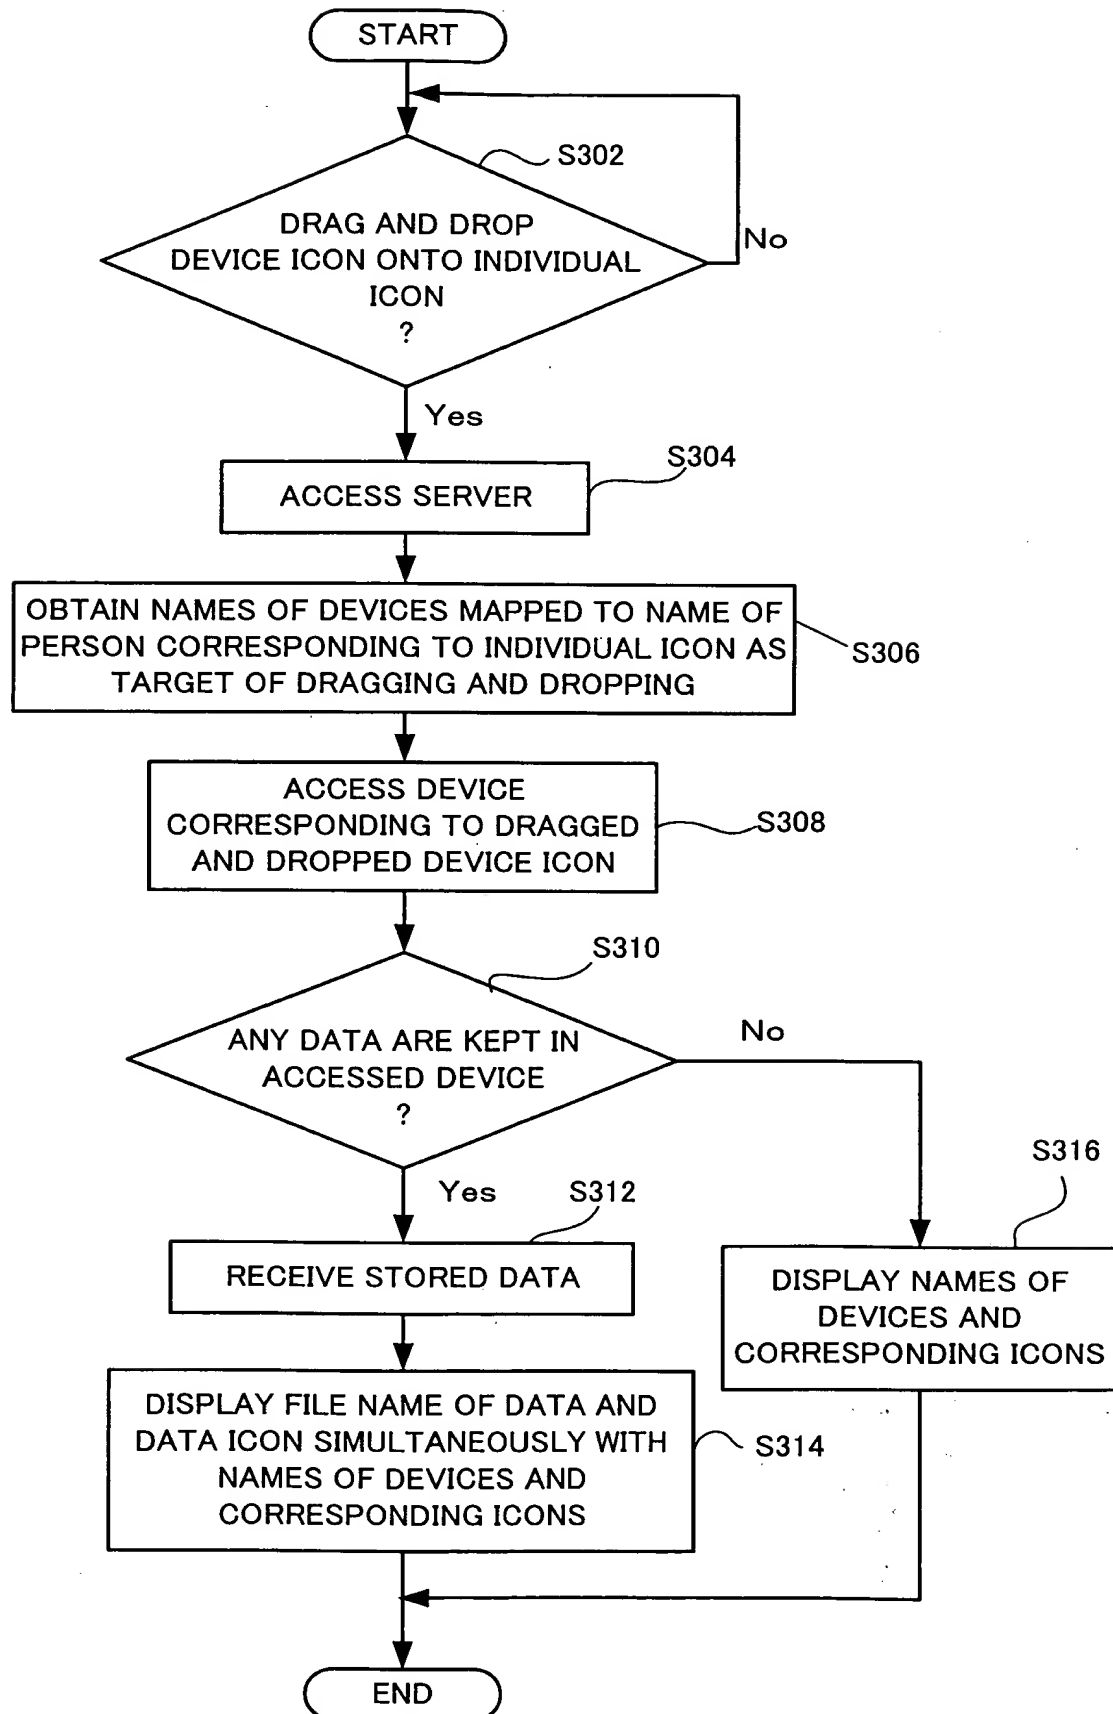 START
S302
DRAG AND DROP
DEVICE ICON ONTO INDIVIDUAL
ICON
?
No
Yes
S304
ACCESS SERVER
OBTAIN NAMES OF DEVICES MAPPED TO NAME OF
PERSON CORRESPONDING TO INDIVIDUAL ICON AS
TARGET OF DRAGGING AND DROPPING
S306
ACCESS DEVICE
CORRESPONDING TO DRAGGED
AND DROPPED DEVICE ICON
S308
S310
ANY DATA ARE KEPT IN
ACCESSED DEVICE
?
No
Yes
S312
RECEIVE STORED DATA
S316
DISPLAY NAMES OF
DEVICES AND
CORRESPONDING ICONS
DISPLAY FILE NAME OF DATA AND
DATA ICON SIMULTANEOUSLY WITH
NAMES OF DEVICES AND
CORRESPONDING ICONS
S314
END